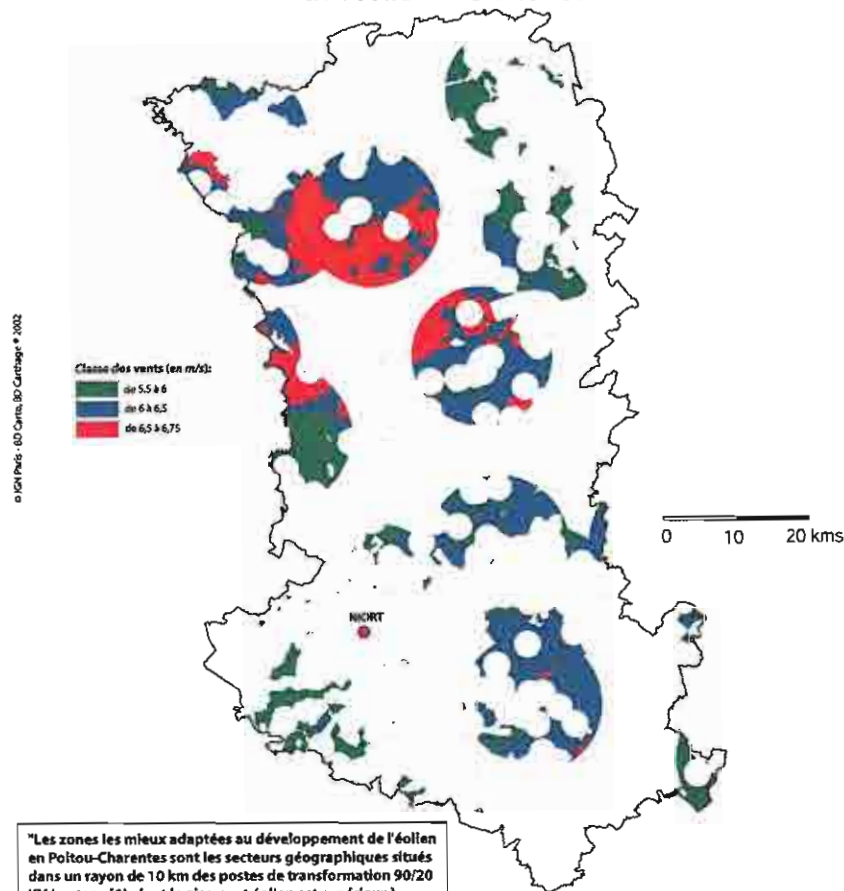 © IGN Paris - BD Carto, BD Carthage ® 2002
Classe des vents (en m/s):
de 5.5 à 6
de 6 à 6,5
de 6,5 à 6,75
0 10 20 kms
NIORT
"Les zones les mieux adaptées au développement de l'éolien
en Poitou-Charentes sont les secteurs géographiques situés
dans un rayon de 10 km des postes de transformation 90/20